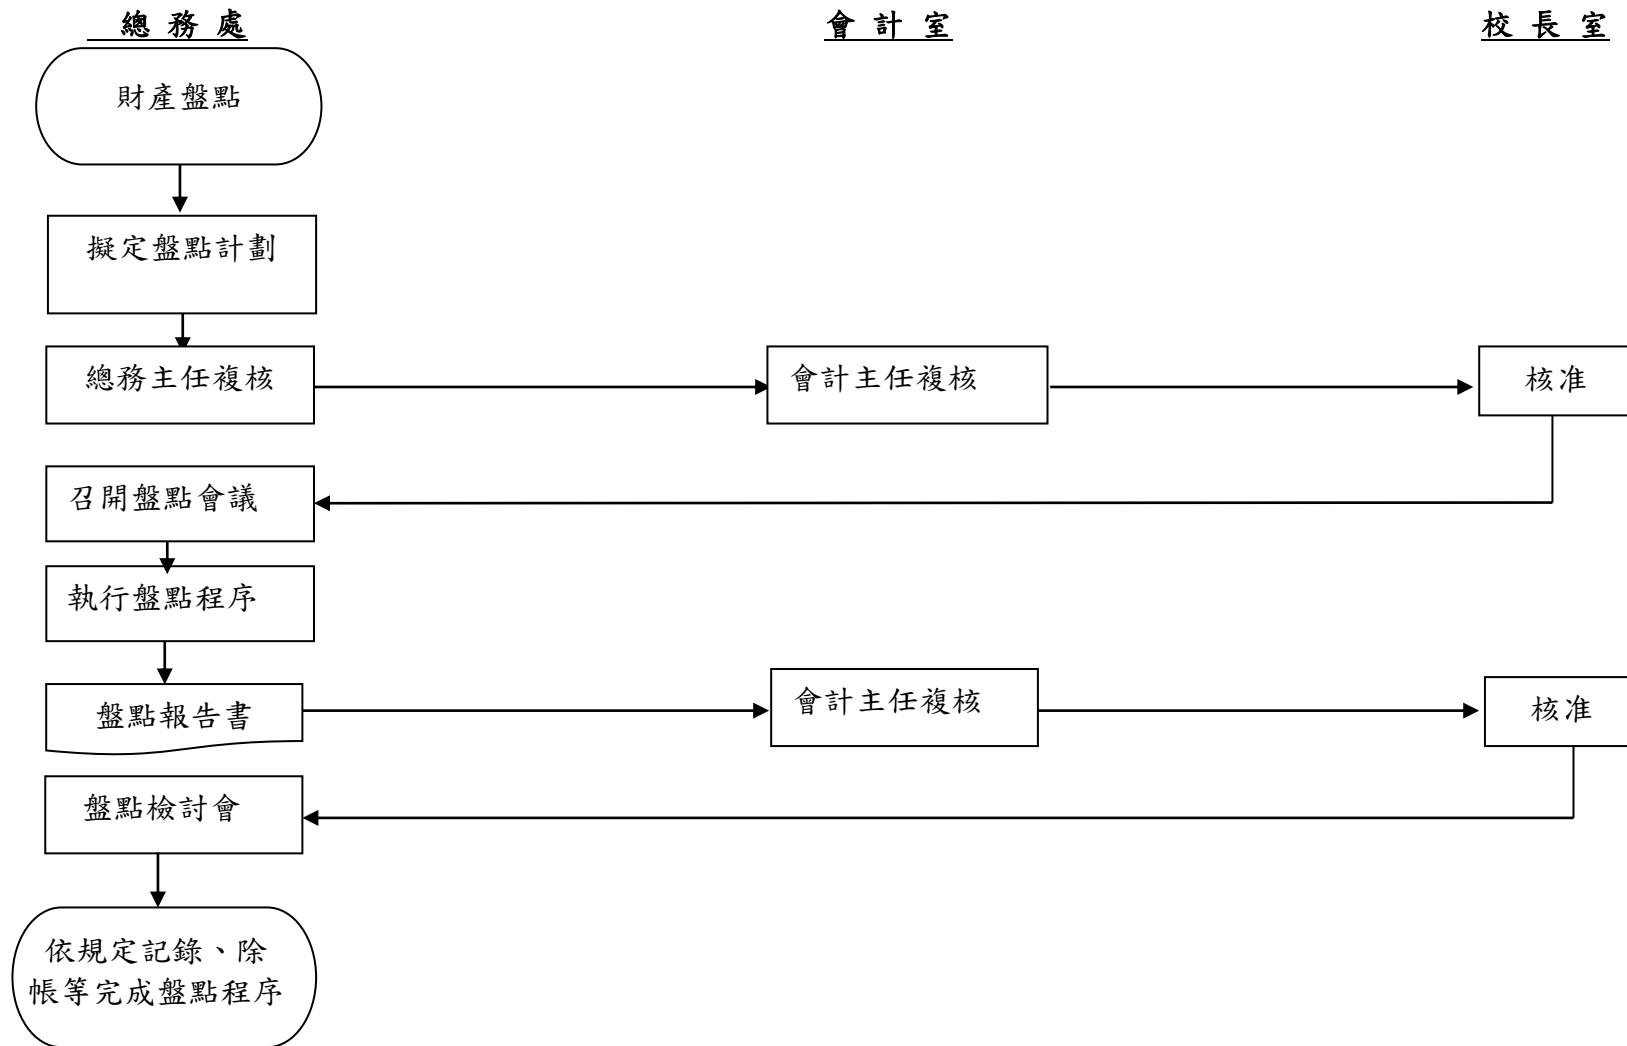 總務處
會計室
校長室
財產盤點
擬定盤點計劃
總務主任複核
會計主任複核
核准
召開盤點會議
執行盤點程序
盤點報告書
會計主任複核
核准
盤點檢討會
依規定記錄、除
帳等完成盤點程序